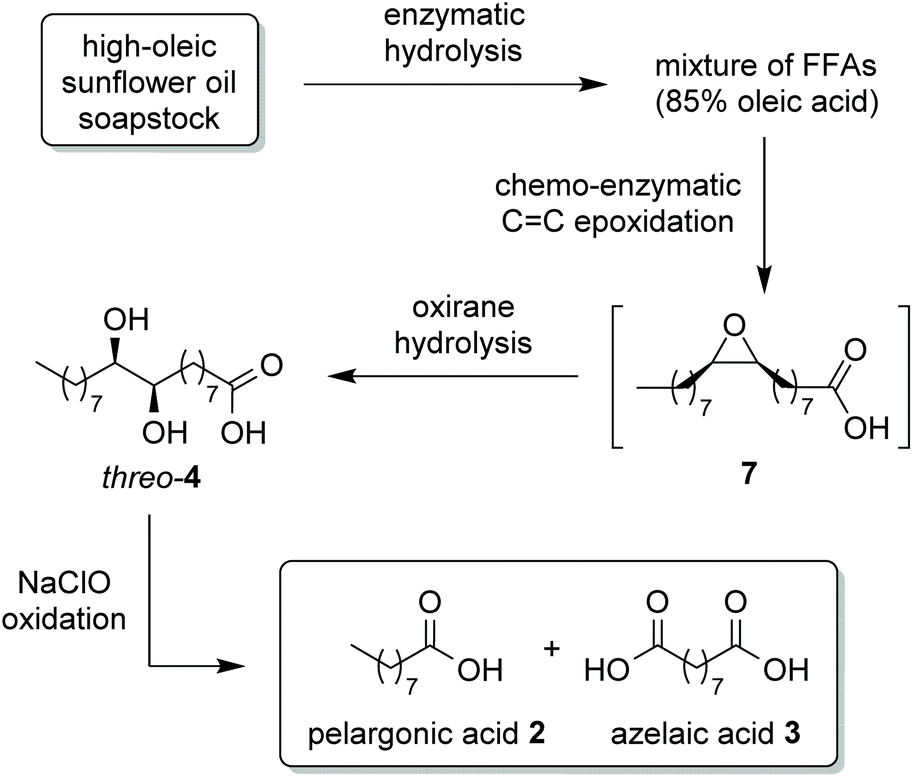 high-oleic
sunflower oil
soapstock
enzymatic
hydrolysis
mixture of FFAs
(85% oleic acid)
chemo-enzymatic
C=C epoxidation
oxirane
hydrolysis
OH
( )7
( )7
O
OH
OH
threo-4
O
( )7
( )7
O
OH
7
NaClO
oxidation
O
( )7
OH
pelargonic acid 2
+
O
O
HO
( )7
OH
azelaic acid 3